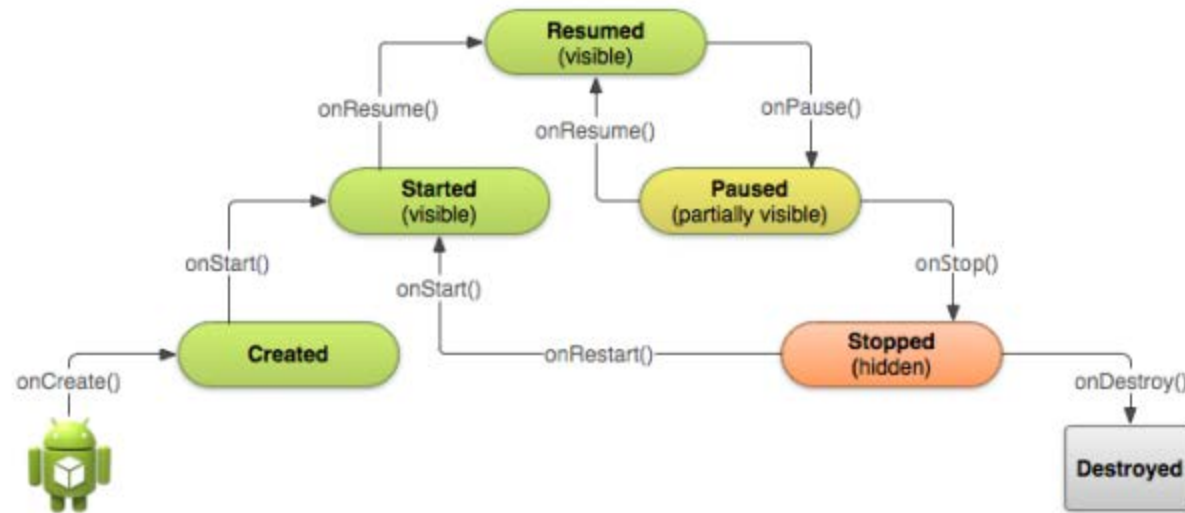 Resumed
(visible)
onResume()
onResume()
onPause()
Started
(visible)
Paused
(partially visible)
onStart()
onStart()
onStop()
Created
onRestart()
Stopped
(hidden)
onCreate()
onDestroy()
Destroyed